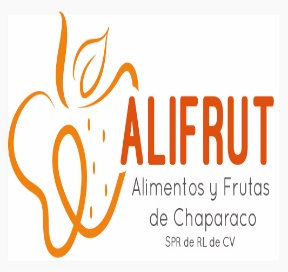 ALIFRUT
Alimentos y Frutas
de Chaparaco
SPR de RL de CV